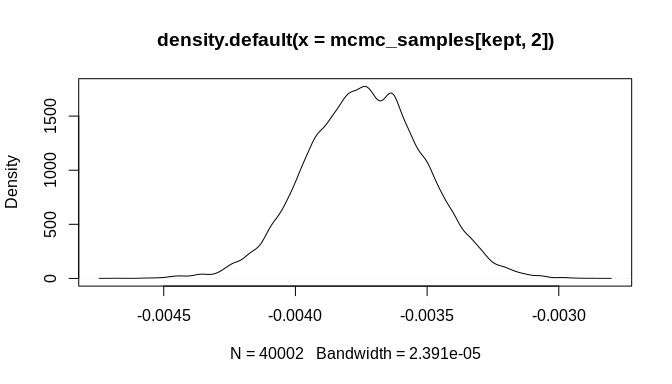 density.default(x = mcmc_samples[kept, 2])
Density
1500
1000
500
0
-0.0045 -0.0040 -0.0035 -0.0030
N = 40002 Bandwidth = 2.391e-05